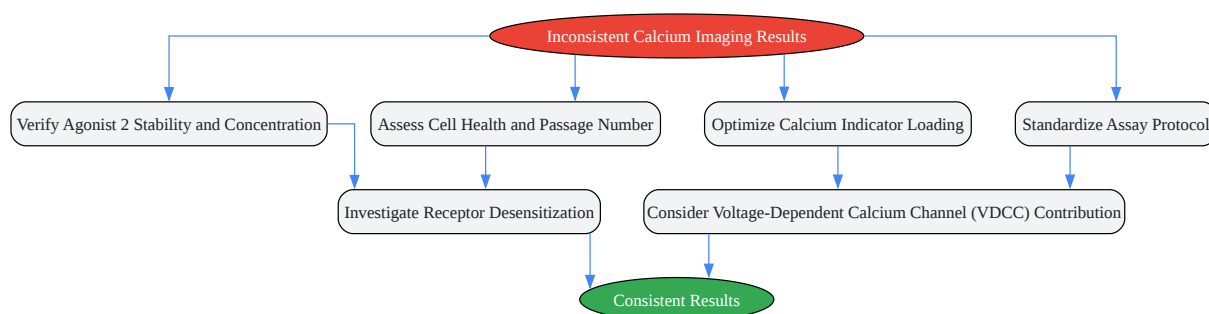 Inconsistent Calcium Imaging Results
Verify Agonist 2 Stability and Concentration
Assess Cell Health and Passage Number
Optimize Calcium Indicator Loading
Standardize Assay Protocol
Investigate Receptor Desensitization
Consider Voltage-Dependent Calcium Channel (VDCC) Contribution
Consistent Results